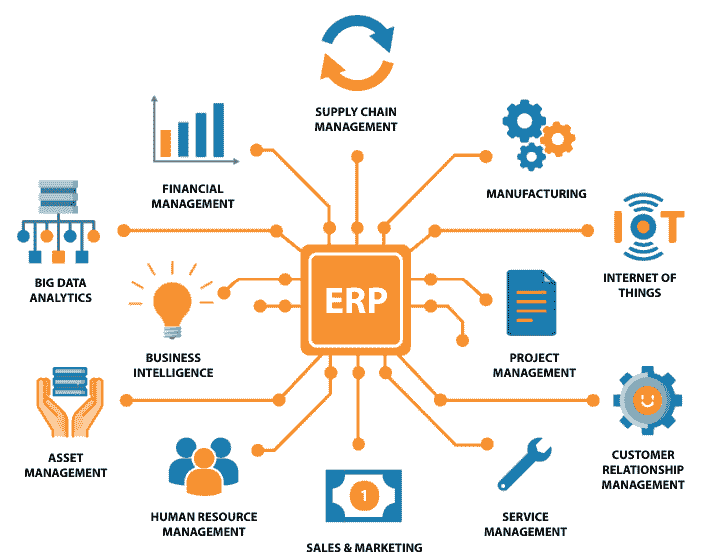 SUPPLY CHAIN
MANAGEMENT
FINANCIAL
MANAGEMENT
MANUFACTURING
IOT
BIG DATA
ANALYTICS
INTERNET OF
THINGS
ERP
BUSINESS
INTELLIGENCE
PROJECT
MANAGEMENT
ASSET
MANAGEMENT
CUSTOMER
RELATIONSHIP
MANAGEMENT
HUMAN RESOURCE
MANAGEMENT
1
SERVICE
MANAGEMENT
SALES & MARKETING